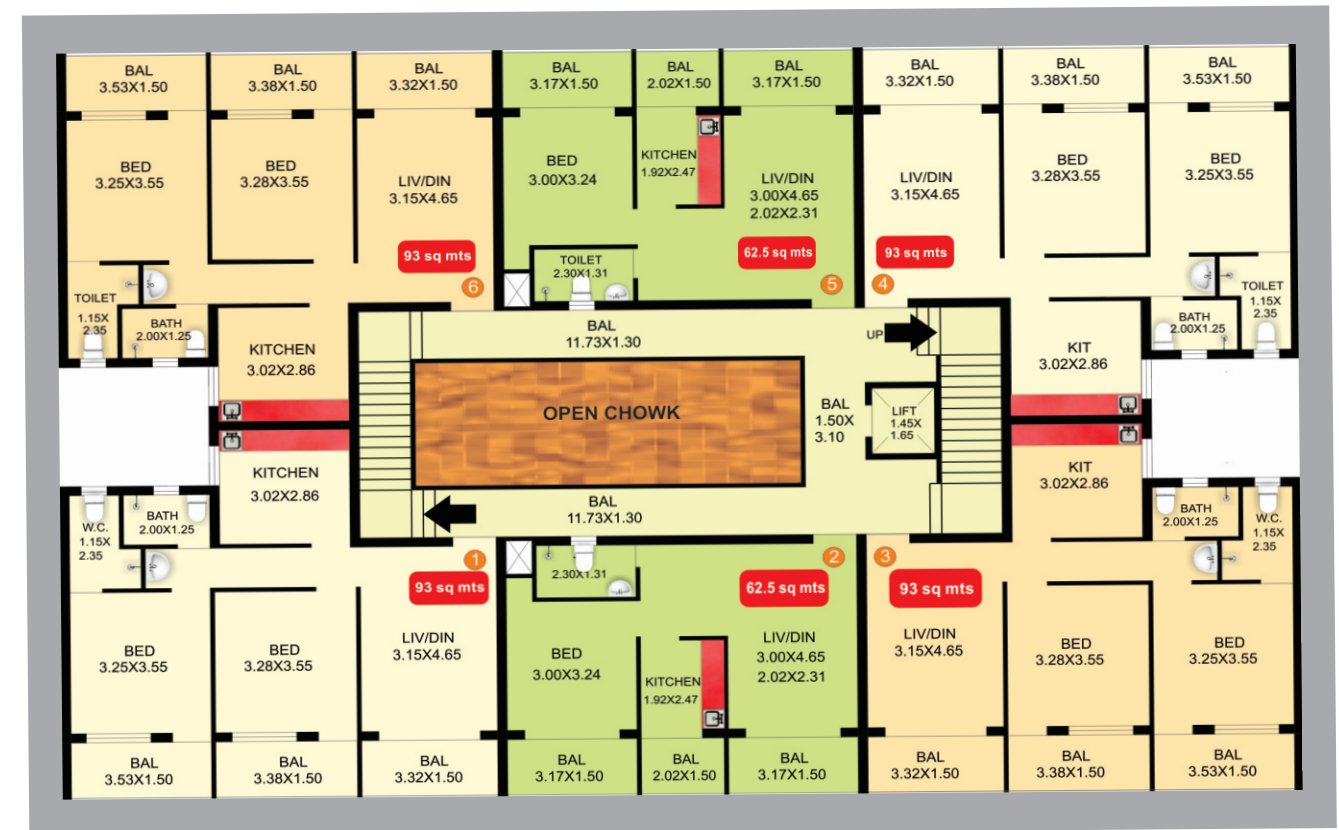 BAL
3.53X1.50
BAL
3.38X1.50
BAL
3.32X1.50
BAL
3.17X1.50
BAL
2.02X1.50
BAL
3.17X1.50
BAL
3.32X1.50
BAL
3.38X1.50
BAL
3.53X1.50
BED
3.25X3.55
BED
3.28X3.55
LIV/DIN
3.15X4.65
BED
3.00X3.24
KITCHEN
1.92X2.47
LIV/DIN
3.00X4.65
2.02X2.31
LIV/DIN
3.15X4.65
BED
3.28X3.55
BED
3.25X3.55
93 sq mts
6
TOILET
2.30X1.31
62.5 sq mts
5
93 sq mts
4
TOILET
1.15X
2.35
BATH
2.00X1.25
KITCHEN
3.02X2.86
BAL
11.73X1.30
UP
KIT
3.02X2.86
BATH
2.00X1.25
TOILET
1.15X
2.35
OPEN CHOWK
BAL
1.50X
3.10
LIFT
1.45X
1.65
KITCHEN
3.02X2.86
BAL
11.73X1.30
KIT
3.02X2.86
W.C.
1.15X
2.35
BATH
2.00X1.25
BATH
2.00X1.25
W.C.
1.15X
2.35
1
93 sq mts
2.30X1.31
2
62.5 sq mts
3
93 sq mts
BED
3.25X3.55
BED
3.28X3.55
LIV/DIN
3.15X4.65
BED
3.00X3.24
KITCHEN
1.92X2.47
LIV/DIN
3.00X4.65
2.02X2.31
LIV/DIN
3.15X4.65
BED
3.28X3.55
BED
3.25X3.55
BAL
3.53X1.50
BAL
3.38X1.50
BAL
3.32X1.50
BAL
3.17X1.50
BAL
2.02X1.50
BAL
3.17X1.50
BAL
3.32X1.50
BAL
3.38X1.50
BAL
3.53X1.50